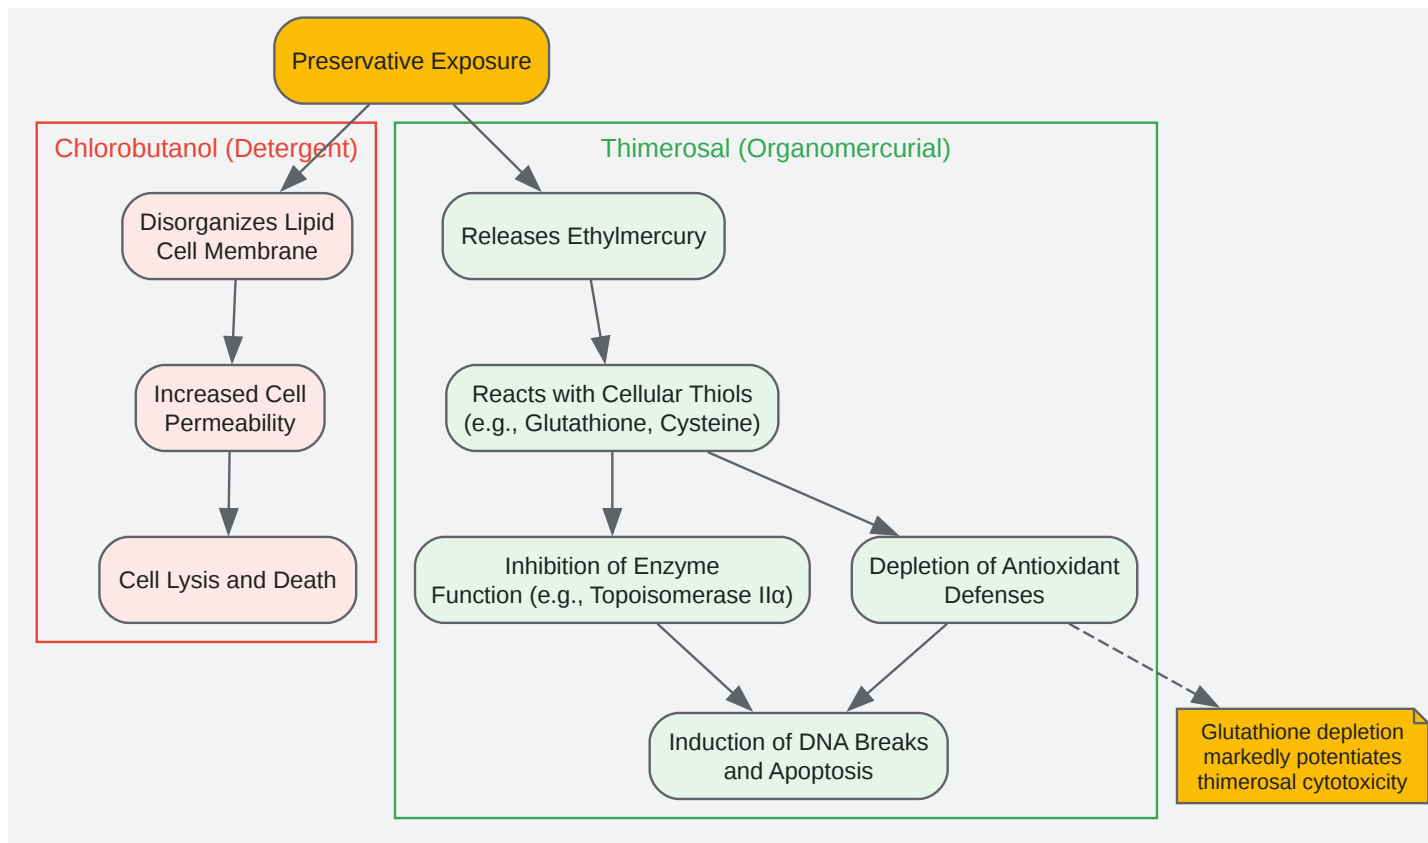 Preservative Exposure
Chlorobutanol (Detergent)
Disorganizes Lipid
Cell Membrane
Increased Cell
Permeability
Cell Lysis and Death
Thimerosal (Organomercurial)
Releases Ethylmercury
Reacts with Cellular Thiols
(e.g., Glutathione, Cysteine)
Inhibition of Enzyme
Function (e.g., Topoisomerase IIα)
Depletion of Antioxidant
Defenses
Induction of DNA Breaks
and Apoptosis
Glutathione depletion
markedly potentiates
thimerosal cytotoxicity